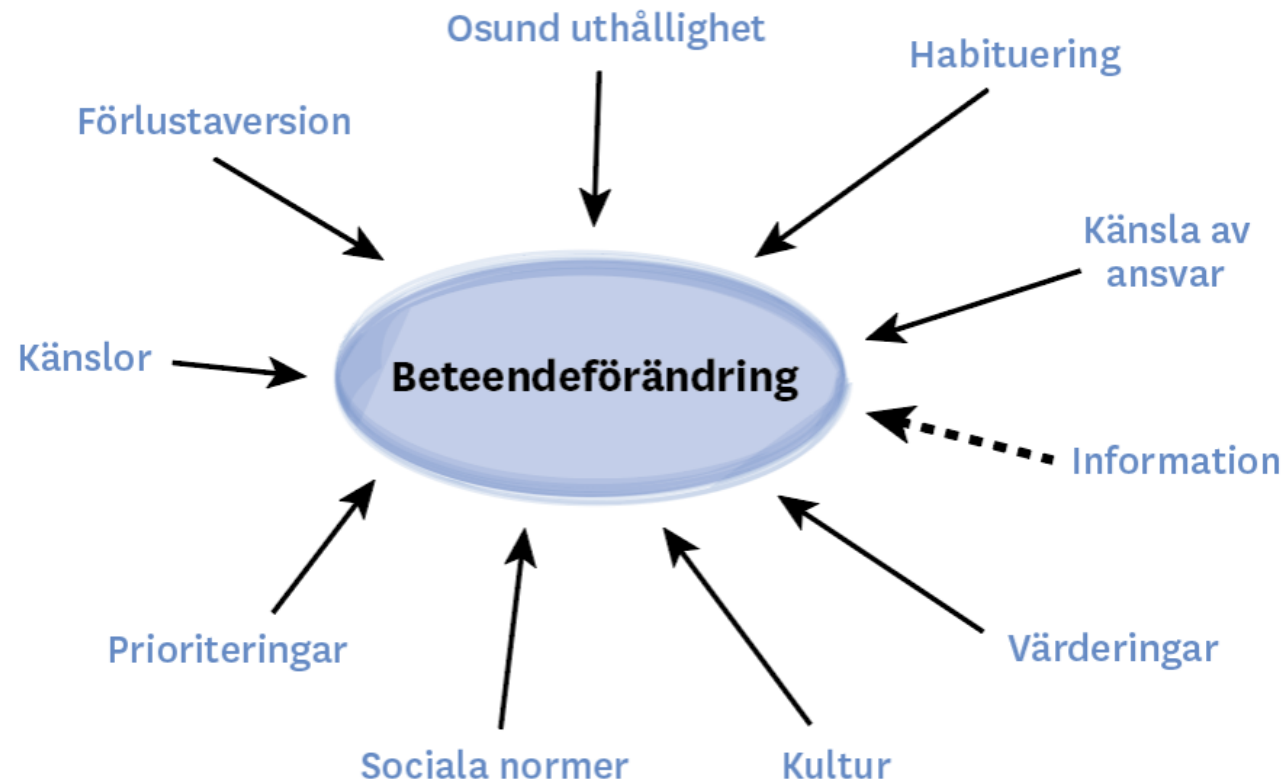 Osund uthållighet
Habituering
Förlustaversion
Känsla av
ansvar
Känslor
Beteendeförändring
Information
Prioriteringar
Värderingar
Sociala normer
Kultur